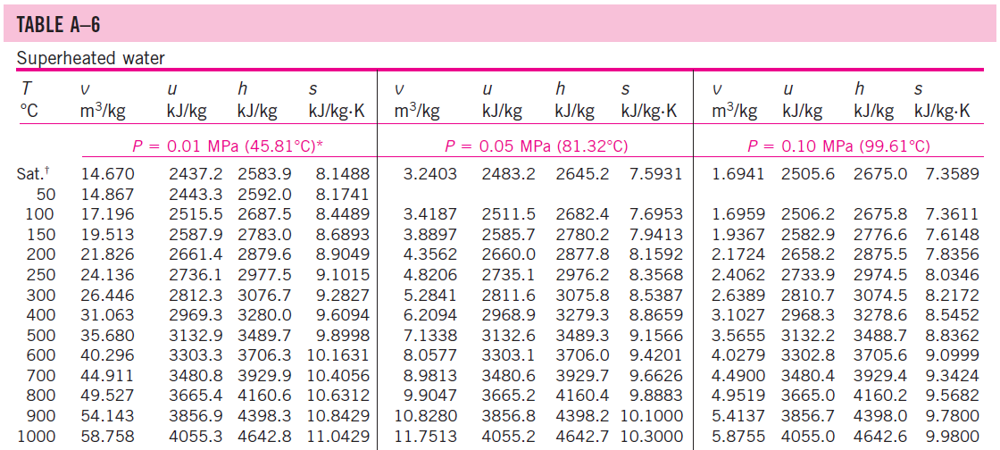 TABLE A–6
Superheated water
T v u h s v u h s v u h s
°C m³/kg kJ/kg kJ/kg kJ/kg·K m³/kg kJ/kg kJ/kg kJ/kg·K m³/kg kJ/kg kJ/kg kJ/kg·K
P = 0.01 MPa (45.81°C)* P = 0.05 MPa (81.32°C) P = 0.10 MPa (99.61°C)
Sat.† 14.670 2437.2 2583.9 8.1488 3.2403 2483.2 2645.2 7.5931 1.6941 2505.6 2675.0 7.3589
50 14.867 2443.3 2592.0 8.1741
100 17.196 2515.5 2687.5 8.4489 3.4187 2511.5 2682.4 7.6953 1.6959 2506.2 2675.8 7.3611
150 19.513 2587.9 2783.0 8.6893 3.8897 2585.7 2780.2 7.9413 1.9367 2582.9 2776.6 7.6148
200 21.826 2661.4 2879.6 8.9049 4.3562 2660.0 2877.8 8.1592 2.1724 2658.2 2875.5 7.8356
250 24.136 2736.1 2977.5 9.1015 4.8206 2735.1 2976.2 8.3568 2.4062 2733.9 2974.5 8.0346
300 26.446 2812.3 3076.7 9.2827 5.2841 2811.6 3075.8 8.5387 2.6389 2810.7 3074.5 8.2172
400 31.063 2969.3 3280.0 9.6094 6.2094 2968.9 3279.3 8.8659 3.1027 2968.3 3278.6 8.5452
500 35.680 3132.9 3489.7 9.8998 7.1338 3132.6 3489.3 9.1566 3.5655 3132.2 3488.7 8.8362
600 40.296 3303.3 3706.3 10.1631 8.0577 3303.1 3706.0 9.4201 4.0279 3302.8 3705.6 9.0999
700 44.911 3480.8 3929.9 10.4056 8.9813 3480.6 3929.7 9.6626 4.4900 3480.4 3929.4 9.3424
800 49.527 3665.4 4160.6 10.6312 9.9047 3665.2 4160.4 9.8883 4.9519 3665.0 4160.2 9.5682
900 54.143 3856.9 4398.3 10.8429 10.8280 3856.8 4398.2 10.1000 5.4137 3856.7 4398.0 9.7800
1000 58.758 4055.3 4642.8 11.0429 11.7513 4055.2 4642.7 10.3000 5.8755 4055.0 4642.6 9.9800